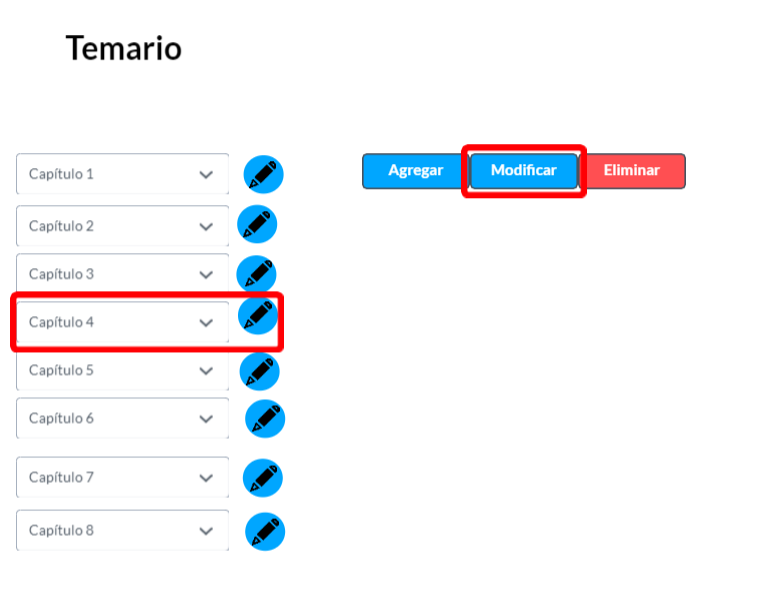 Temario
Capítulo 1
Agregar
Modificar
Eliminar
Capítulo 2
Capítulo 3
Capítulo 4
Capítulo 5
Capítulo 6
Capítulo 7
Capítulo 8